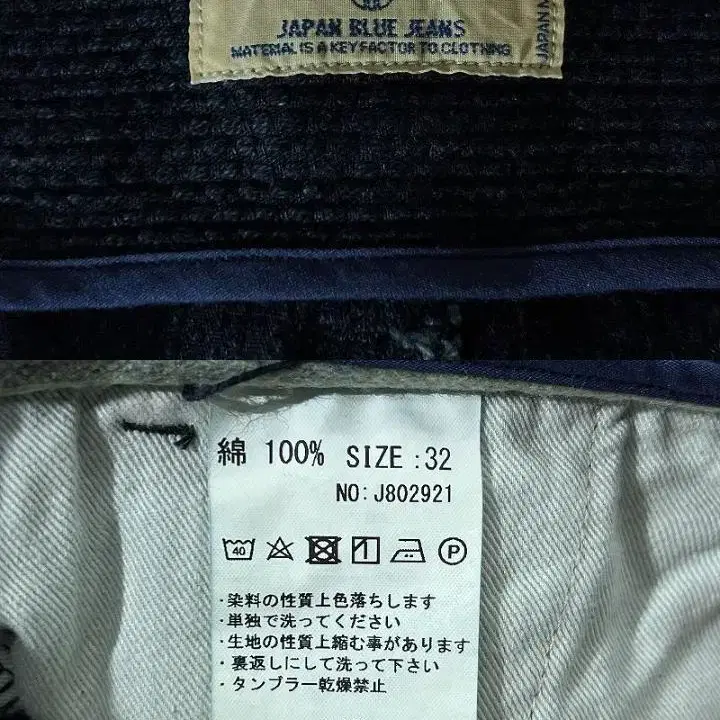 JAPAN BLUE JEANS
MATERIAL IS A KEY FACTOR TO CLOTHING
JAPAN
綿 100% SIZE :32
NO: J802921
40 P
・染料の性質上色落ちします
・単独で洗ってください
・生地の性質上縮む事があります
・裏返しにして洗って下さい
・タンブラー乾燥禁止